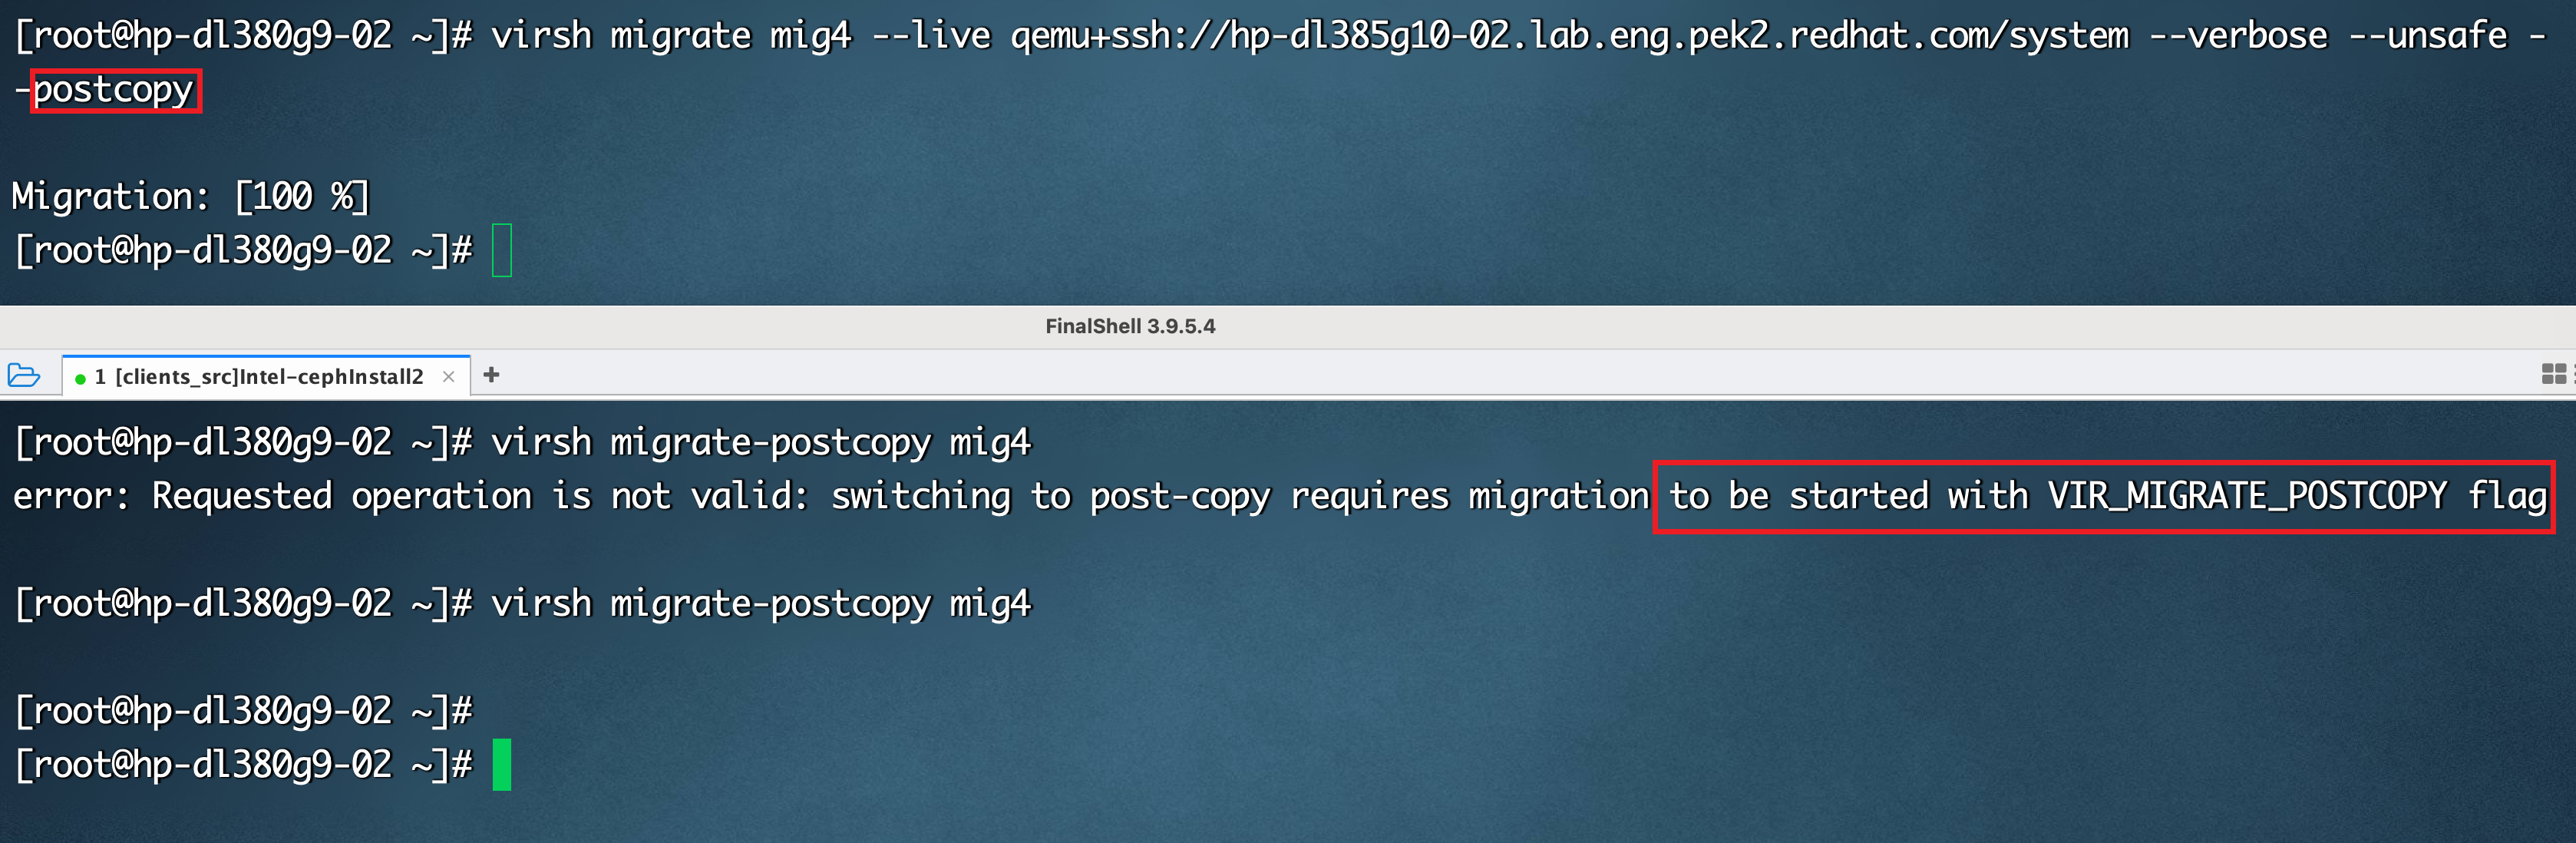 [root@hp-dl380g9-02 ~]# virsh migrate mig4 --live qemu+ssh://hp-dl385g10-02.lab.eng.pek2.redhat.com/system --verbose --unsafe -
-postcopy
Migration: [100 %]
[root@hp-dl380g9-02 ~]#
FinalShell 3.9.5.4
1 [clients_src]Intel-cephInstall2
[root@hp-dl380g9-02 ~]# virsh migrate-postcopy mig4
error: Requested operation is not valid: switching to post-copy requires migration to be started with VIR_MIGRATE_POSTCOPY flag
[root@hp-dl380g9-02 ~]# virsh migrate-postcopy mig4
[root@hp-dl380g9-02 ~]#
[root@hp-dl380g9-02 ~]#